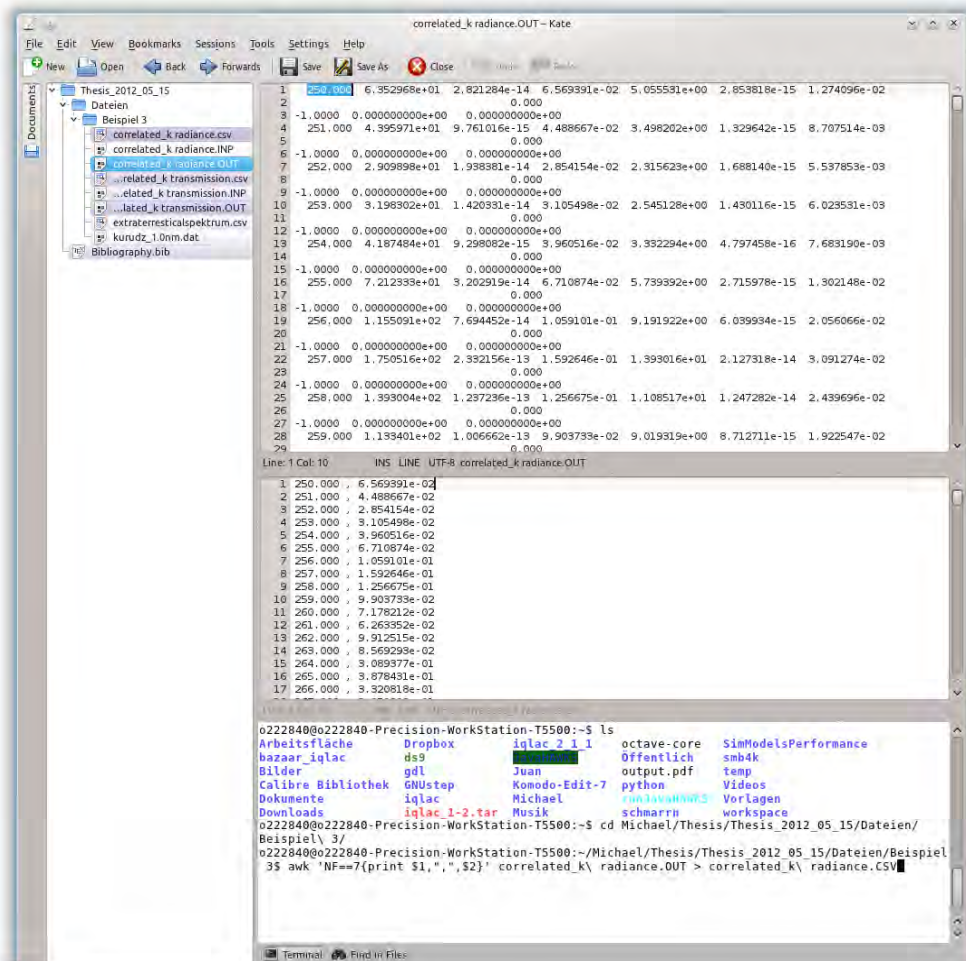 correlated_k radiance.OUT – Kate
File Edit View Bookmarks Sessions Tools Settings Help
New Open Back Forwards Save Save As Close
Documents
Thesis_2012_05_15
Dateien
Beispiel 3
correlated_k radiance.csv
correlated_k radiance.INP
correlated_k radiance.OUT
...related_k transmission.csv
...elated_k transmission.INP
...lated_k transmission.OUT
extraterresticalspektrum.csv
kurudz_1.0nm.dat
Bibliography.bib
1 250.000 6.352968e+01 2.821284e-14 6.569391e-02 5.055531e+00 2.853818e-15 1.274096e-02
2 0.000
3 -1.0000 0.000000000e+00 0.000000000e+00
4 251.000 4.395971e+01 9.761016e-15 4.488667e-02 3.498202e+00 1.329642e-15 8.707514e-03
5 0.000
6 -1.0000 0.000000000e+00 0.000000000e+00
7 252.000 2.909898e+01 1.938381e-14 2.854154e-02 2.315623e+00 1.688140e-15 5.537853e-03
8 0.000
9 -1.0000 0.000000000e+00 0.000000000e+00
10 253.000 3.198302e+01 1.420331e-14 3.105498e-02 2.545128e+00 1.430116e-15 6.023531e-03
11 0.000
12 -1.0000 0.000000000e+00 0.000000000e+00
13 254.000 4.187484e+01 9.298082e-15 3.960516e-02 3.332294e+00 4.797458e-16 7.683190e-03
14 0.000
15 -1.0000 0.000000000e+00 0.000000000e+00
16 255.000 7.212333e+01 3.202919e-14 6.710874e-02 5.739392e+00 2.715978e-15 1.302148e-02
17 0.000
18 -1.0000 0.000000000e+00 0.000000000e+00
19 256.000 1.155091e+02 7.694452e-14 1.059101e-01 9.191922e+00 6.039934e-15 2.056066e-02
20 0.000
21 -1.0000 0.000000000e+00 0.000000000e+00
22 257.000 1.750516e+02 2.332156e-13 1.592646e-01 1.393016e+01 2.127318e-14 3.091274e-02
23 0.000
24 -1.0000 0.000000000e+00 0.000000000e+00
25 258.000 1.393004e+02 1.237236e-13 1.256675e-01 1.108517e+01 1.247282e-14 2.439696e-02
26 0.000
27 -1.0000 0.000000000e+00 0.000000000e+00
28 259.000 1.133401e+02 1.006662e-13 9.903733e-02 9.019319e+00 8.712711e-15 1.922547e-02
29 0.000
Line: 1 Col: 10 INS LINE UTF-8 correlated_k radiance.OUT
1 250.000 , 6.569391e-02
2 251.000 , 4.488667e-02
3 252.000 , 2.854154e-02
4 253.000 , 3.105498e-02
5 254.000 , 3.960516e-02
6 255.000 , 6.710874e-02
7 256.000 , 1.059101e-01
8 257.000 , 1.592646e-01
9 258.000 , 1.256675e-01
10 259.000 , 9.903733e-02
11 260.000 , 7.178212e-02
12 261.000 , 6.263352e-02
13 262.000 , 9.912515e-02
14 263.000 , 8.569293e-02
15 264.000 , 3.089377e-01
16 265.000 , 3.878431e-01
17 266.000 , 3.320818e-01
o222840@o222840-Precision-WorkStation-T5500:~$ ls
Arbeitsfläche Dropbox iqlac_2_1_1 octave-core SimModelsPerformance
bazaar_iqlac ds9 Öffentlich smb4k
Bilder gdl Juan output.pdf temp
Calibre Bibliothek GNUstep Komodo-Edit-7 python Videos
Dokumente iqlac Michael Vorlagen
Downloads iqlac_1-2.tar Musik schmarrn workspace
o222840@o222840-Precision-WorkStation-T5500:~$ cd Michael/Thesis/Thesis_2012_05_15/Dateien/
Beispiel\ 3/
o222840@o222840-Precision-WorkStation-T5500:~/Michael/Thesis/Thesis_2012_05_15/Dateien/Beispiel
3$ awk 'NF==7{print $1,",",$2}' correlated_k\ radiance.OUT > correlated_k\ radiance.CSV
Terminal Find in Files